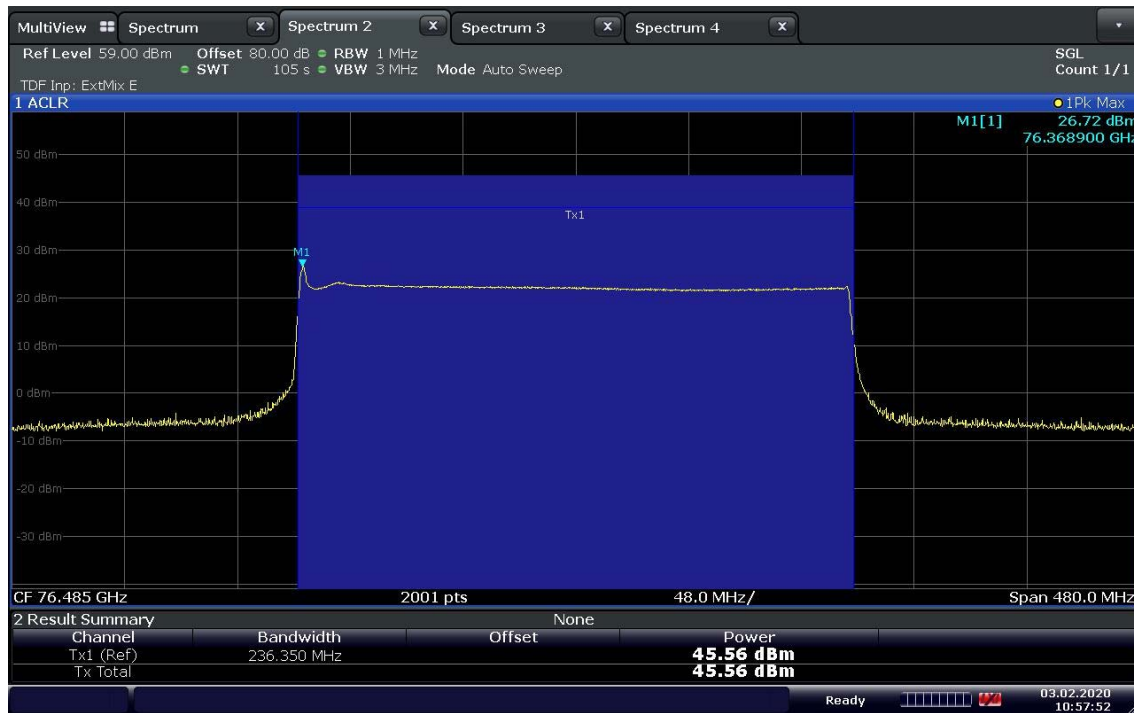 MultiView Spectrum X Spectrum 2 X Spectrum 3 X Spectrum 4 X
Ref Level 59.00 dBm Offset 80.00 dB RBW 1 MHz SGL
SWT 105 s VBW 3 MHz Mode Auto Sweep Count 1/1
TDF Inp: ExtMix E
1 ACLR 1Pk Max
M1[1] 26.72 dBm
76.368900 GHz
50 dBm
40 dBm
Tx1
30 dBm
M1
20 dBm
10 dBm
0 dBm
-10 dBm
-20 dBm
-30 dBm
CF 76.485 GHz 2001 pts 48.0 MHz/ Span 480.0 MHz
2 Result Summary None
Channel Bandwidth Offset Power
Tx1 (Ref) 236.350 MHz 45.56 dBm
Tx Total 45.56 dBm
Ready 03.02.2020
10:57:52